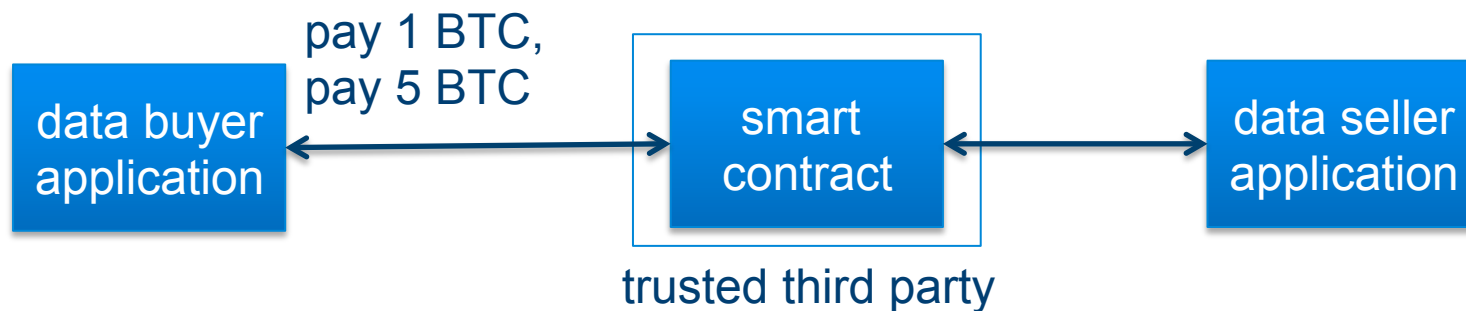 pay 1 BTC,
pay 5 BTC
data buyer
application
smart
contract
data seller
application
trusted third party